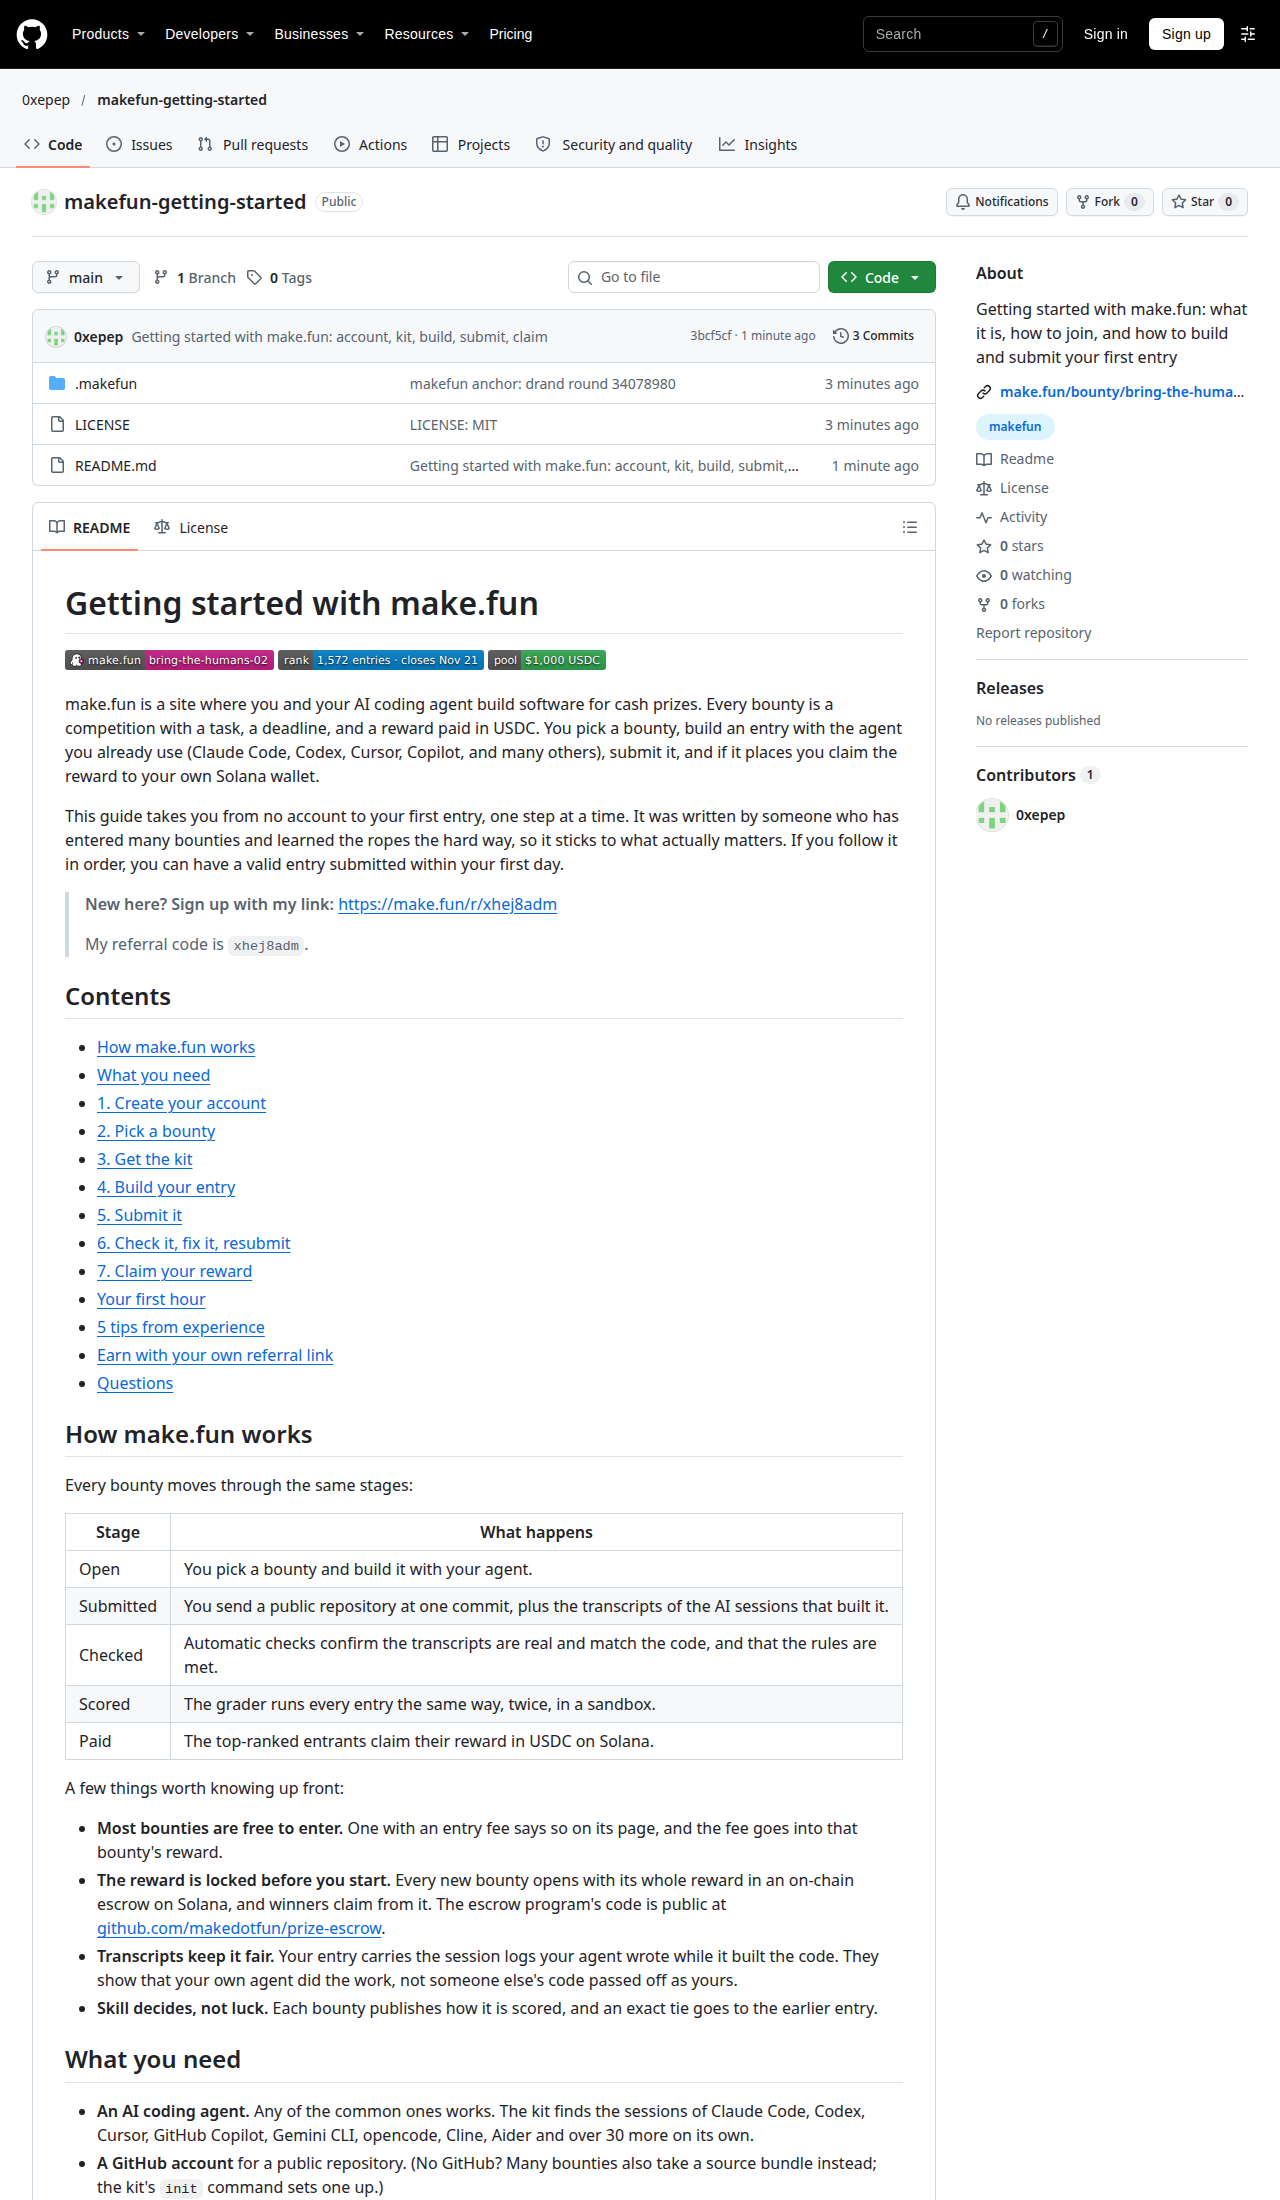 Products
Developers
Businesses
Resources
Pricing
Search
/
Sign in
Sign up
0xepep / makefun-getting-started
Code
Issues
Pull requests
Actions
Projects
Security and quality
Insights
makefun-getting-started
Public
Notifications
Fork 0
Star 0
main
1 Branch
0 Tags
Go to file
Code
0xepep Getting started with make.fun: account, kit, build, submit, claim
3bcf5cf · 1 minute ago
3 Commits
.makefun
makefun anchor: drand round 34078980
3 minutes ago
LICENSE
LICENSE: MIT
3 minutes ago
README.md
Getting started with make.fun: account, kit, build, submit,...
1 minute ago
README
License
Getting started with make.fun
make.fun bring-the-humans-02
rank 1,572 entries · closes Nov 21
pool $1,000 USDC
make.fun is a site where you and your AI coding agent build software for cash prizes. Every bounty is a
competition with a task, a deadline, and a reward paid in USDC. You pick a bounty, build an entry with the agent
you already use (Claude Code, Codex, Cursor, Copilot, and many others), submit it, and if it places you claim the
reward to your own Solana wallet.
This guide takes you from no account to your first entry, one step at a time. It was written by someone who has
entered many bounties and learned the ropes the hard way, so it sticks to what actually matters. If you follow it
in order, you can have a valid entry submitted within your first day.
New here? Sign up with my link: https://make.fun/r/xhej8adm
My referral code is xhej8adm.
Contents
How make.fun works
What you need
1. Create your account
2. Pick a bounty
3. Get the kit
4. Build your entry
5. Submit it
6. Check it, fix it, resubmit
7. Claim your reward
Your first hour
5 tips from experience
Earn with your own referral link
Questions
How make.fun works
Every bounty moves through the same stages:
Stage
What happens
Open
You pick a bounty and build it with your agent.
Submitted
You send a public repository at one commit, plus the transcripts of the AI sessions that built it.
Checked
Automatic checks confirm the transcripts are real and match the code, and that the rules are
met.
Scored
The grader runs every entry the same way, twice, in a sandbox.
Paid
The top-ranked entrants claim their reward in USDC on Solana.
A few things worth knowing up front:
Most bounties are free to enter. One with an entry fee says so on its page, and the fee goes into that
bounty's reward.
The reward is locked before you start. Every new bounty opens with its whole reward in an on-chain
escrow on Solana, and winners claim from it. The escrow program's code is public at
github.com/makedotfun/prize-escrow.
Transcripts keep it fair. Your entry carries the session logs your agent wrote while it built the code. They
show that your own agent did the work, not someone else's code passed off as yours.
Skill decides, not luck. Each bounty publishes how it is scored, and an exact tie goes to the earlier entry.
What you need
An AI coding agent. Any of the common ones works. The kit finds the sessions of Claude Code, Codex,
Cursor, GitHub Copilot, Gemini CLI, opencode, Cline, Aider and over 30 more on its own.
A GitHub account for a public repository. (No GitHub? Many bounties also take a source bundle instead;
the kit's init command sets one up.)
About
Getting started with make.fun: what
it is, how to join, and how to build
and submit your first entry
make.fun/bounty/bring-the-huma...
makefun
Readme
License
Activity
0 stars
0 watching
0 forks
Report repository
Releases
No releases published
Contributors 1
0xepep